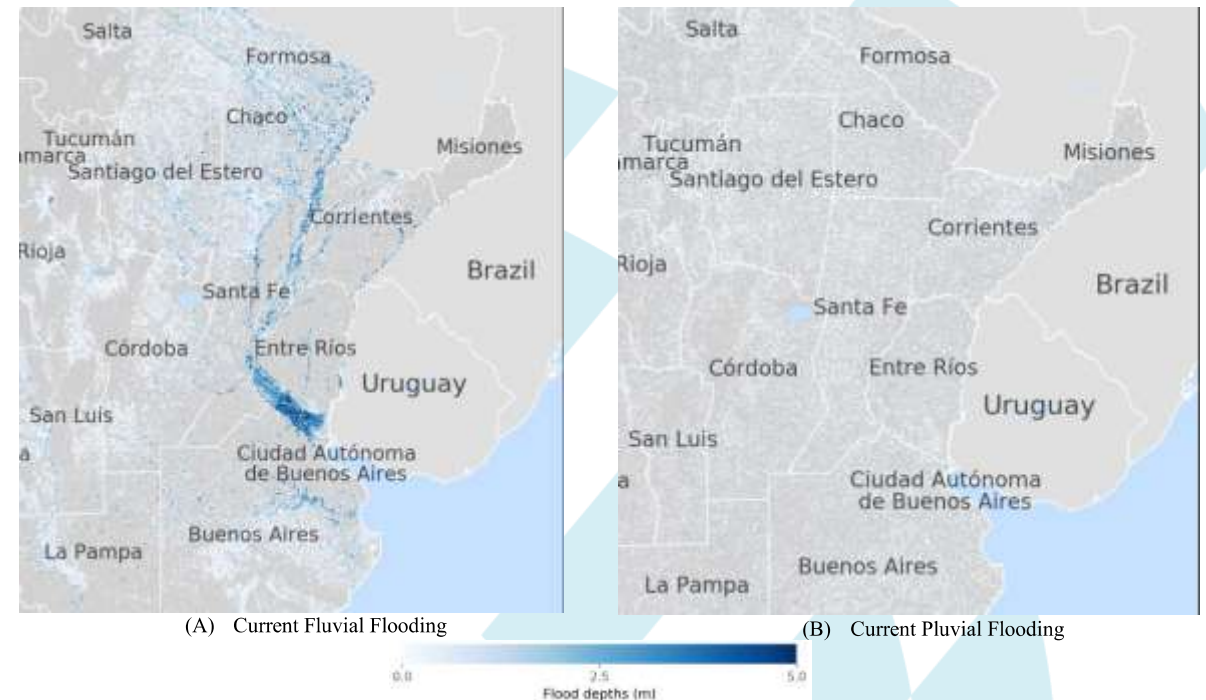 Salta
Formosa
Chaco
Tucumán
amarca
Misiones
Santiago del Estero
Corrientes
Rioja
Brazil
Santa Fe
Córdoba
Entre Ríos
Uruguay
San Luis
a
Ciudad Autónoma
de Buenos Aires
Buenos Aires
La Pampa
(A) Current Fluvial Flooding
Salta
Formosa
Chaco
Tucumán
amarca
Misiones
Santiago del Estero
Corrientes
Rioja
Brazil
Santa Fe
Córdoba
Entre Ríos
Uruguay
San Luis
a
Ciudad Autónoma
de Buenos Aires
Buenos Aires
La Pampa
(B) Current Pluvial Flooding
0.0 2.5 5.0
Flood depths (m)